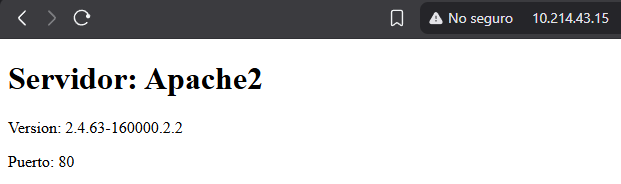 No seguro 10.214.43.15
Servidor: Apache2
Version: 2.4.63-160000.2.2
Puerto: 80